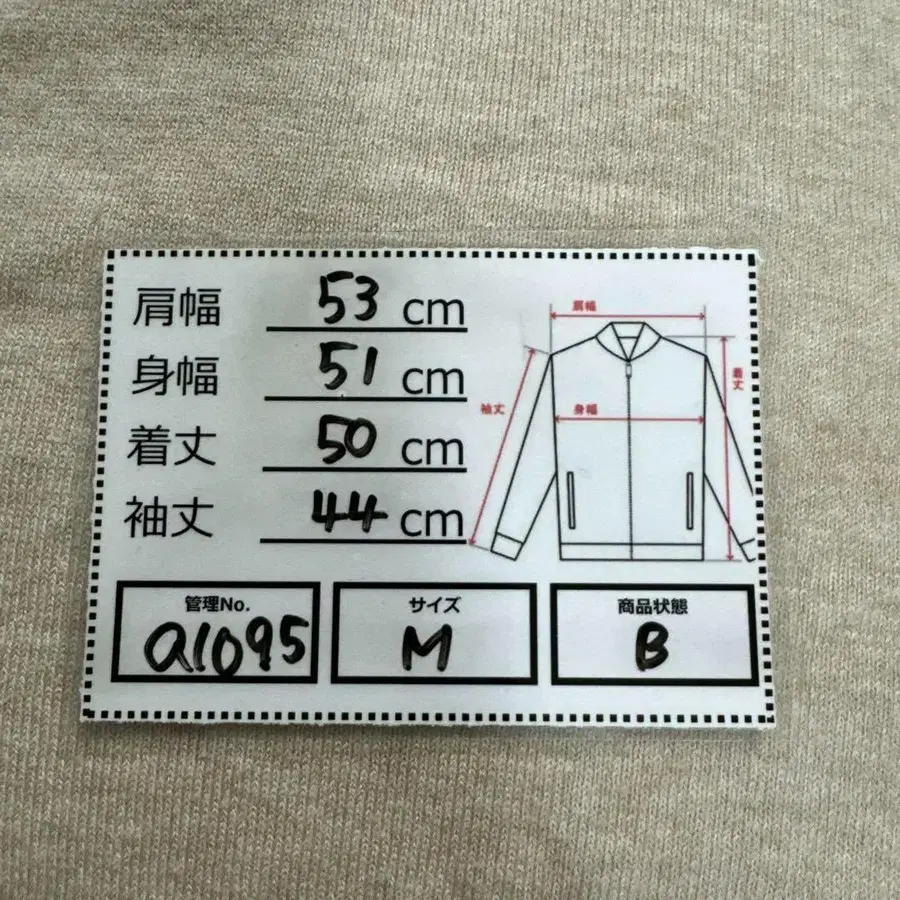 肩幅 53 cm
身幅 51 cm
着丈 50 cm
袖丈 44 cm
肩幅
袖丈
身幅
着丈
管理No.
a1095
サイズ
M
商品状態
B